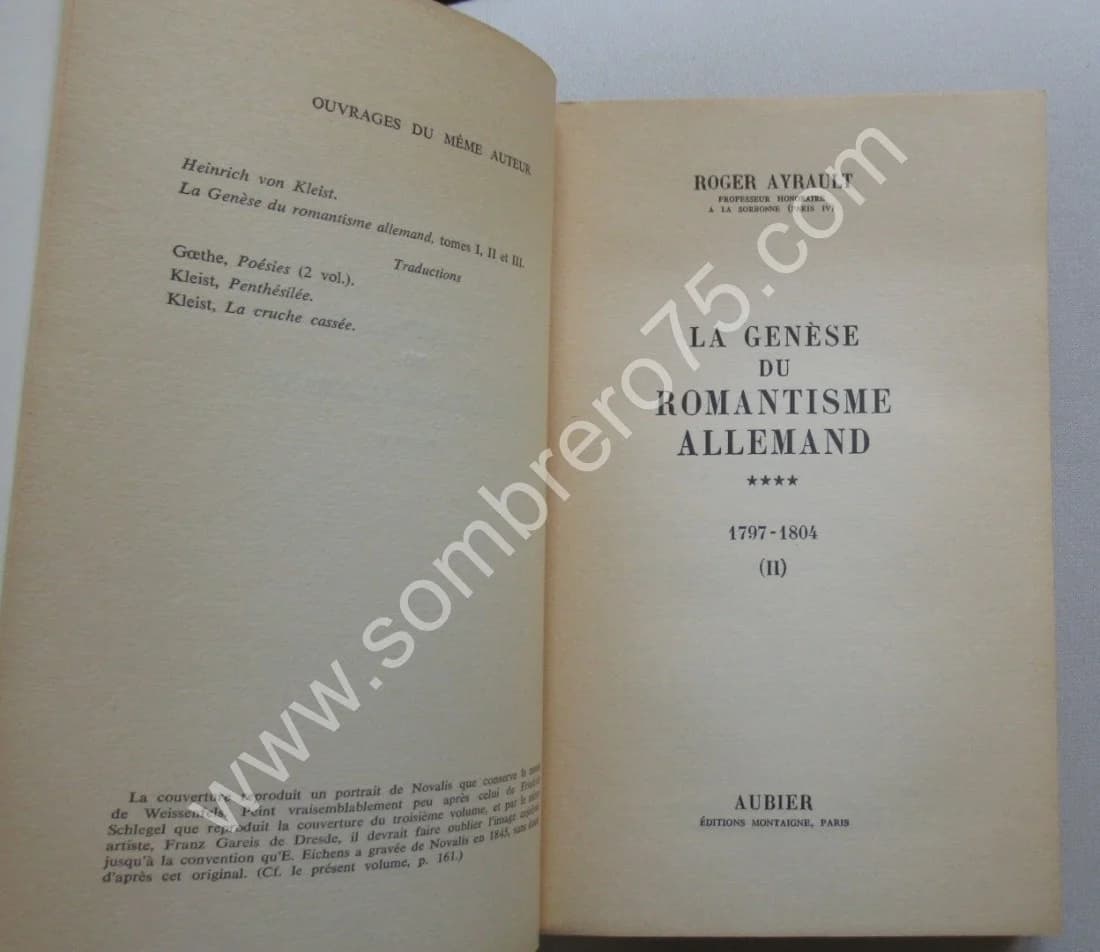 OUVRAGES DU MÊME AUTEUR
Heinrich von Kleist.
La Genèse du romantisme allemand, tomes I, II et III.
Traductions
Gœthe, Poésies (2 vol.).
Kleist, Penthésilée.
Kleist, La cruche cassée.
La couverture reproduit un portrait de Novalis que conserve le
de Weissenfels. Peint vraisemblablement peu après celui de
Schlegel que reproduit la couverture du troisième volume, et par le
artiste, Franz Gareis de Dresde, il devrait faire oublier l'image
jusqu'à la convention qu'E. Eichens a gravée de Novalis en 1845, sans
d'après cet original. (Cf. le présent volume, p. 161.)
ROGER AYRAULT
PROFESSEUR HONORAIRE
A LA SORBONNE (PARIS IV)
LA GENÈSE
DU
ROMANTISME
ALLEMAND
★★★★
1797-1804
(II)
AUBIER
ÉDITIONS MONTAIGNE, PARIS
www.sombrero75.com